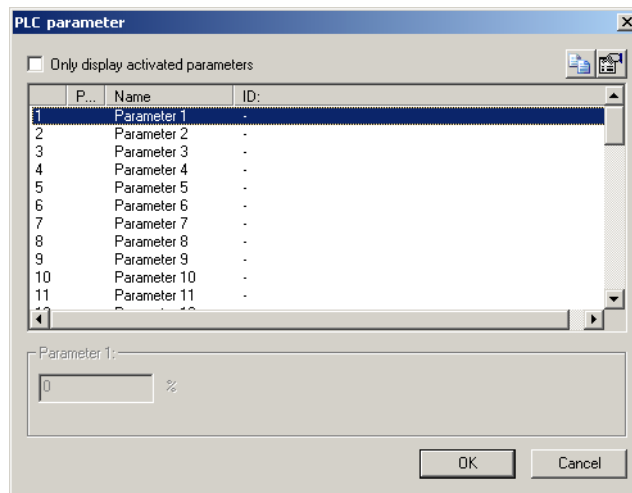 PLC parameter
Only display activated parameters
P... Name ID:
1 Parameter 1 -
2 Parameter 2 -
3 Parameter 3 -
4 Parameter 4 -
5 Parameter 5 -
6 Parameter 6 -
7 Parameter 7 -
8 Parameter 8 -
9 Parameter 9 -
10 Parameter 10 -
11 Parameter 11 -
Parameter 1:
0 %
OK Cancel